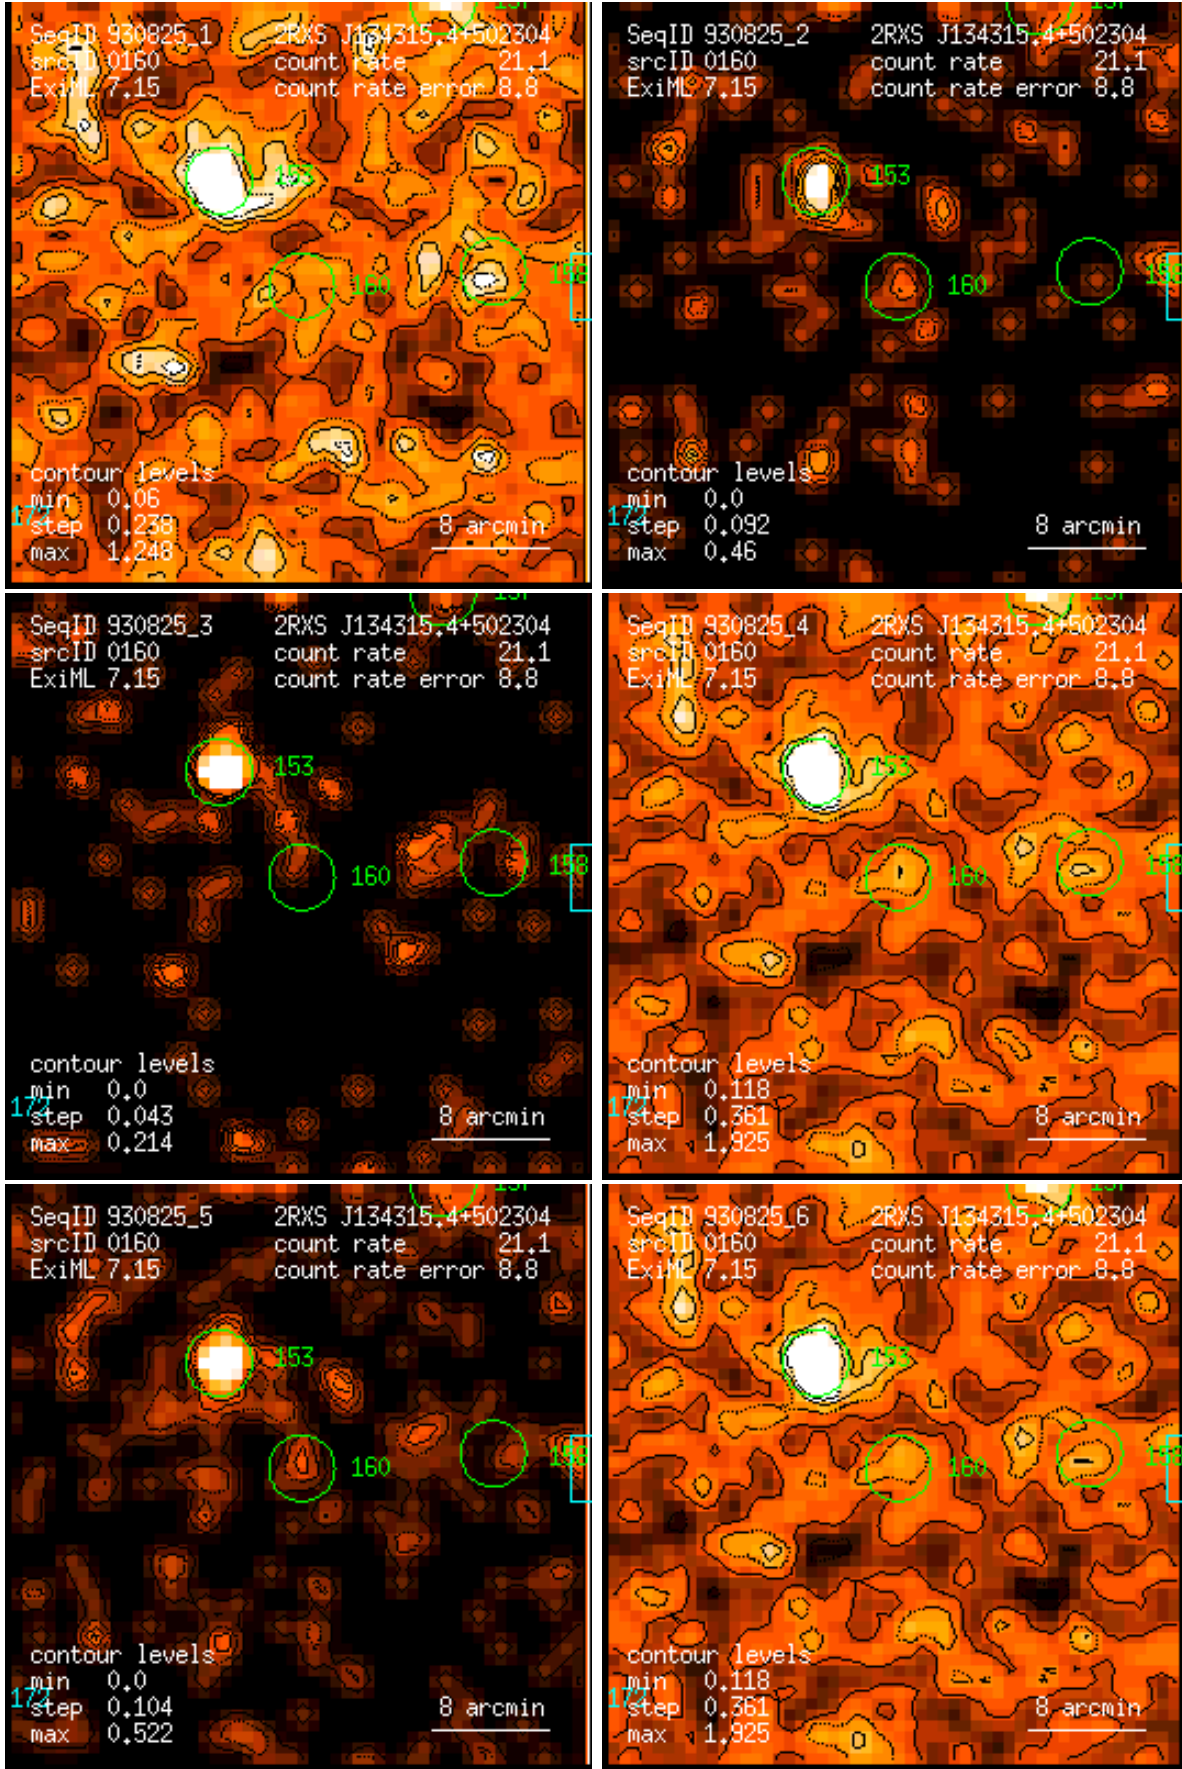 SeqID 930825_1 2RXS J134315.4+502304
srcID 0160 count rate 21.1
ExiML 7.15 count rate error 8.8
153
160
158
contour levels
min 0.06
172
step 0.238
max 1.248
8 arcmin
SeqID 930825_2 2RXS J134315.4+502304
srcID 0160 count rate 21.1
ExiML 7.15 count rate error 8.8
153
160
158
contour levels
min 0.0
172
step 0.092
max 0.46
8 arcmin
SeqID 930825_3 2RXS J134315.4+502304
srcID 0160 count rate 21.1
ExiML 7.15 count rate error 8.8
153
160
158
contour levels
min 0.0
172
step 0.043
max 0.214
8 arcmin
SeqID 930825_4 2RXS J134315.4+502304
srcID 0160 count rate 21.1
ExiML 7.15 count rate error 8.8
153
160
158
contour levels
min 0.118
172
step 0.361
max 1.925
8 arcmin
SeqID 930825_5 2RXS J134315.4+502304
srcID 0160 count rate 21.1
ExiML 7.15 count rate error 8.8
153
160
158
contour levels
min 0.0
172
step 0.104
max 0.522
8 arcmin
SeqID 930825_6 2RXS J134315.4+502304
srcID 0160 count rate 21.1
ExiML 7.15 count rate error 8.8
153
160
158
contour levels
min 0.118
172
step 0.361
max 1.925
8 arcmin